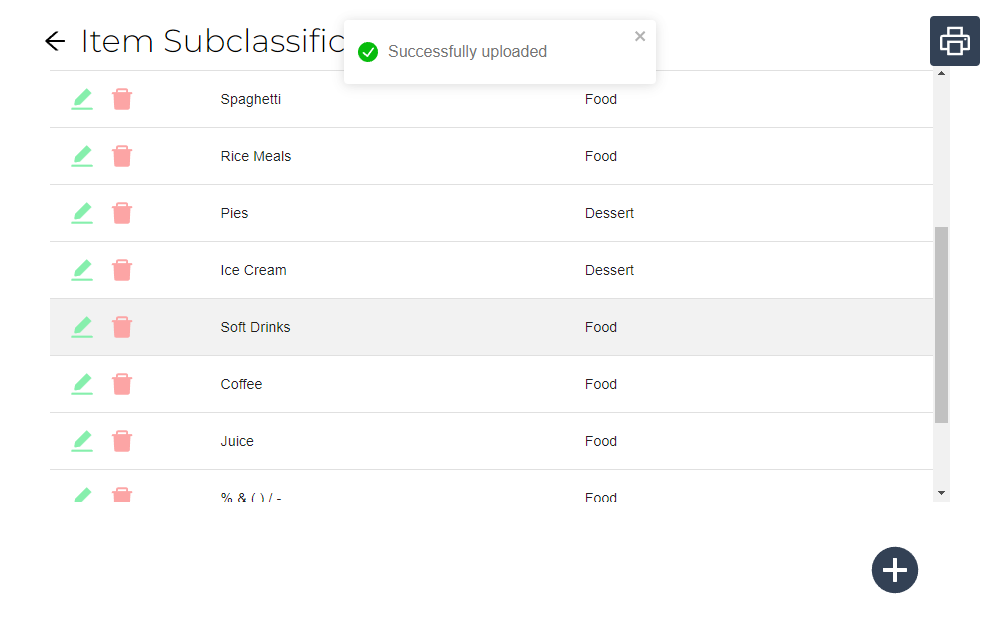 Item Subclassific
Successfully uploaded
Spaghetti Food
Rice Meals Food
Pies Dessert
Ice Cream Dessert
Soft Drinks Food
Coffee Food
Juice Food
% & ( ) / - Food